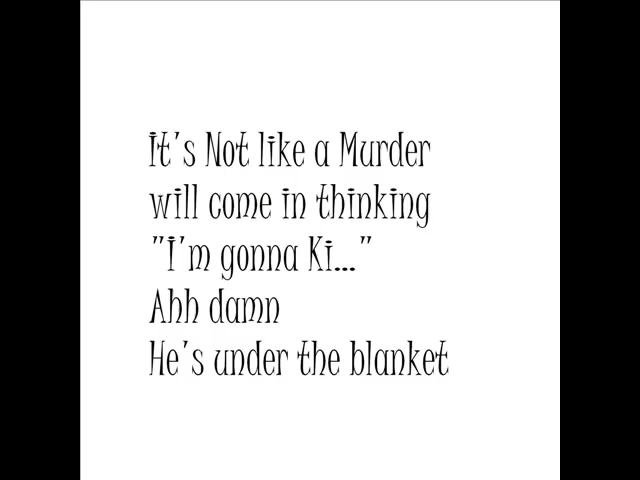 It's Not like a Murder
will come in thinking
"I'm gonna Ki..."
Ahh damn
He's under the blanket